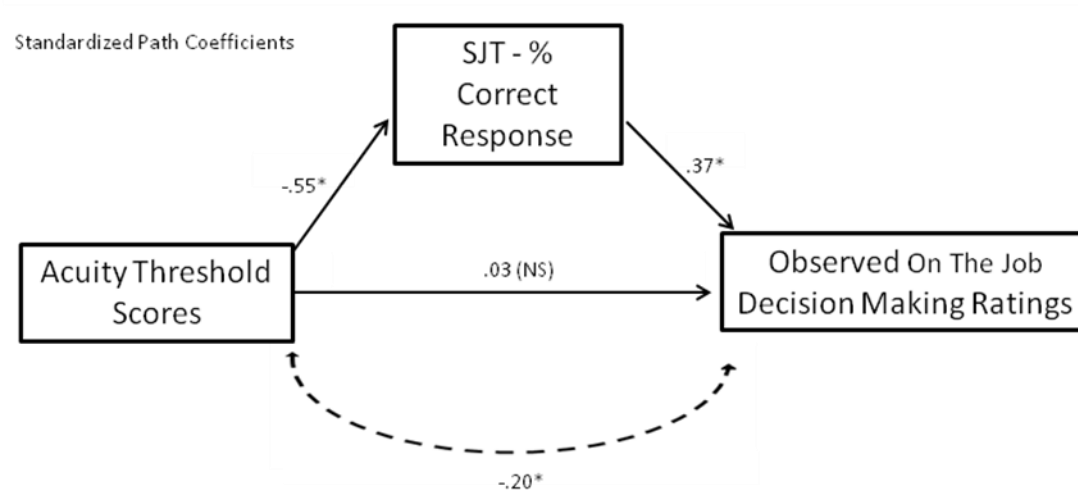 Standardized Path Coefficients
SJT - %
Correct
Response
-.55*
.37*
Acuity Threshold
Scores
.03 (NS)
Observed On The Job
Decision Making Ratings
-.20*